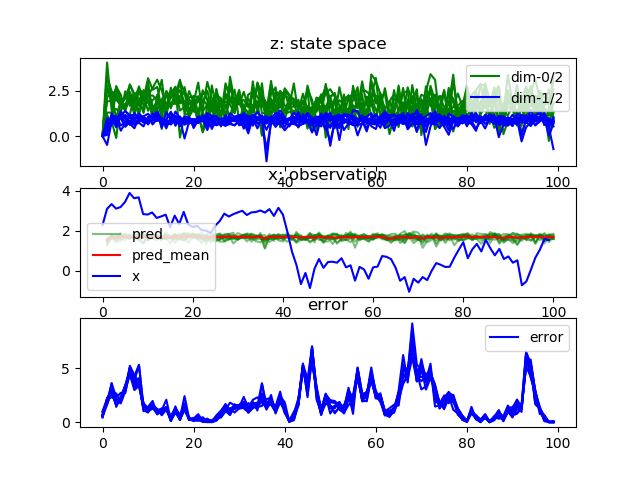 z: state space
2.5
0.0
dim-0/2
dim-1/2
0 20 40 60 80 100
x: observation
4
2
0
pred
pred_mean
x
0 20 40 60 80 100
error
5
0
error
0 20 40 60 80 100